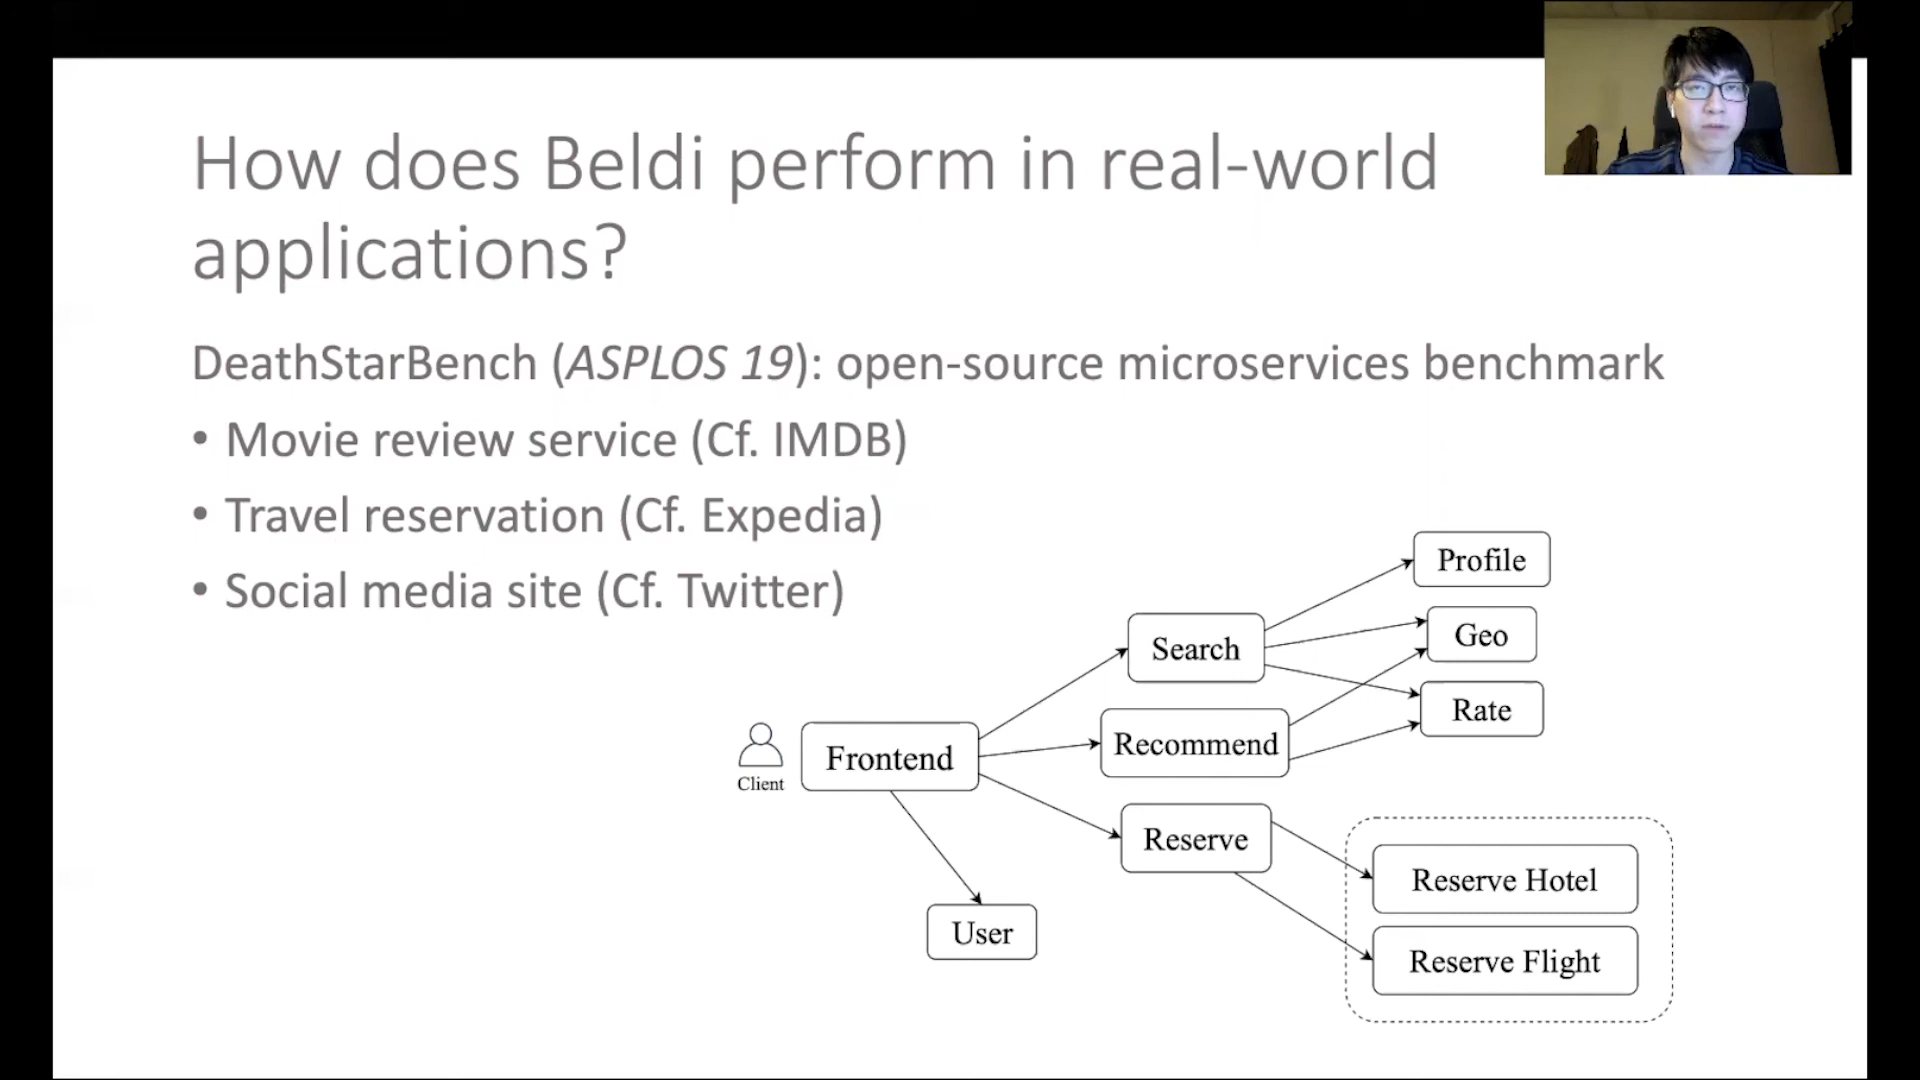 How does Beldi perform in real-world
applications?
DeathStarBench (ASPLOS 19): open-source microservices benchmark
• Movie review service (Cf. IMDB)
• Travel reservation (Cf. Expedia)
• Social media site (Cf. Twitter)
Profile
Geo
Search
Rate
Recommend
Frontend
Client
Reserve
Reserve Hotel
User
Reserve Flight